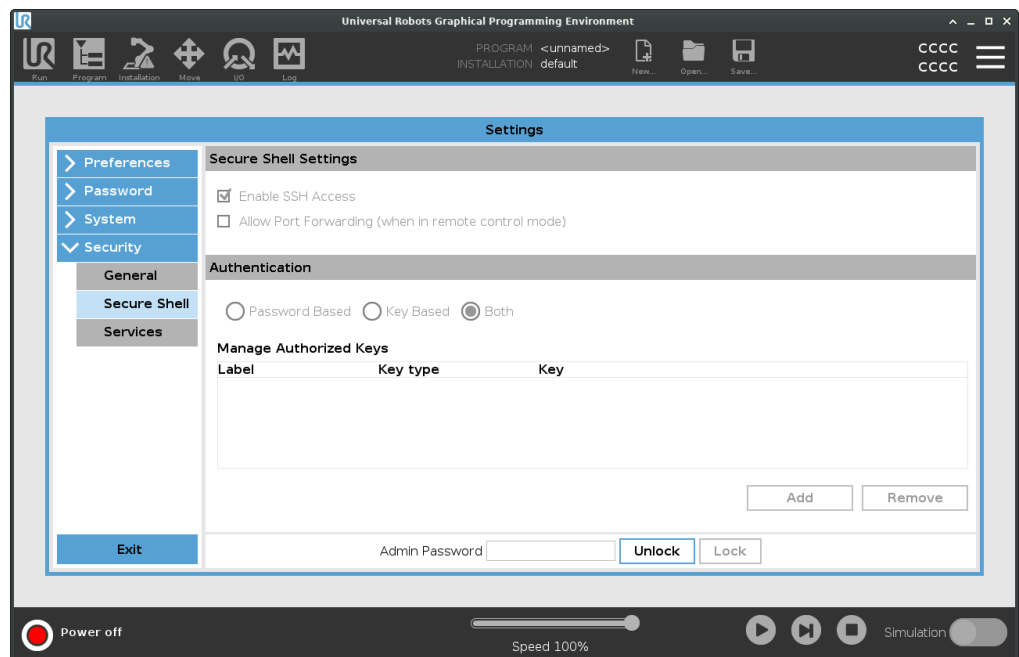 UR
Universal Robots Graphical Programming Environment
UR
Run
Program
Installation
Move
I/O
Log
PROGRAM <unnamed>
INSTALLATION default
New...
Open...
Save...
CCCC
CCCC
Settings
Preferences
Password
System
Security
General
Secure Shell
Services
Exit
Secure Shell Settings
Enable SSH Access
Allow Port Forwarding (when in remote control mode)
Authentication
Password Based Key Based Both
Manage Authorized Keys
Label Key type Key
Add Remove
Admin Password Unlock Lock
Power off
Speed 100%
Simulation